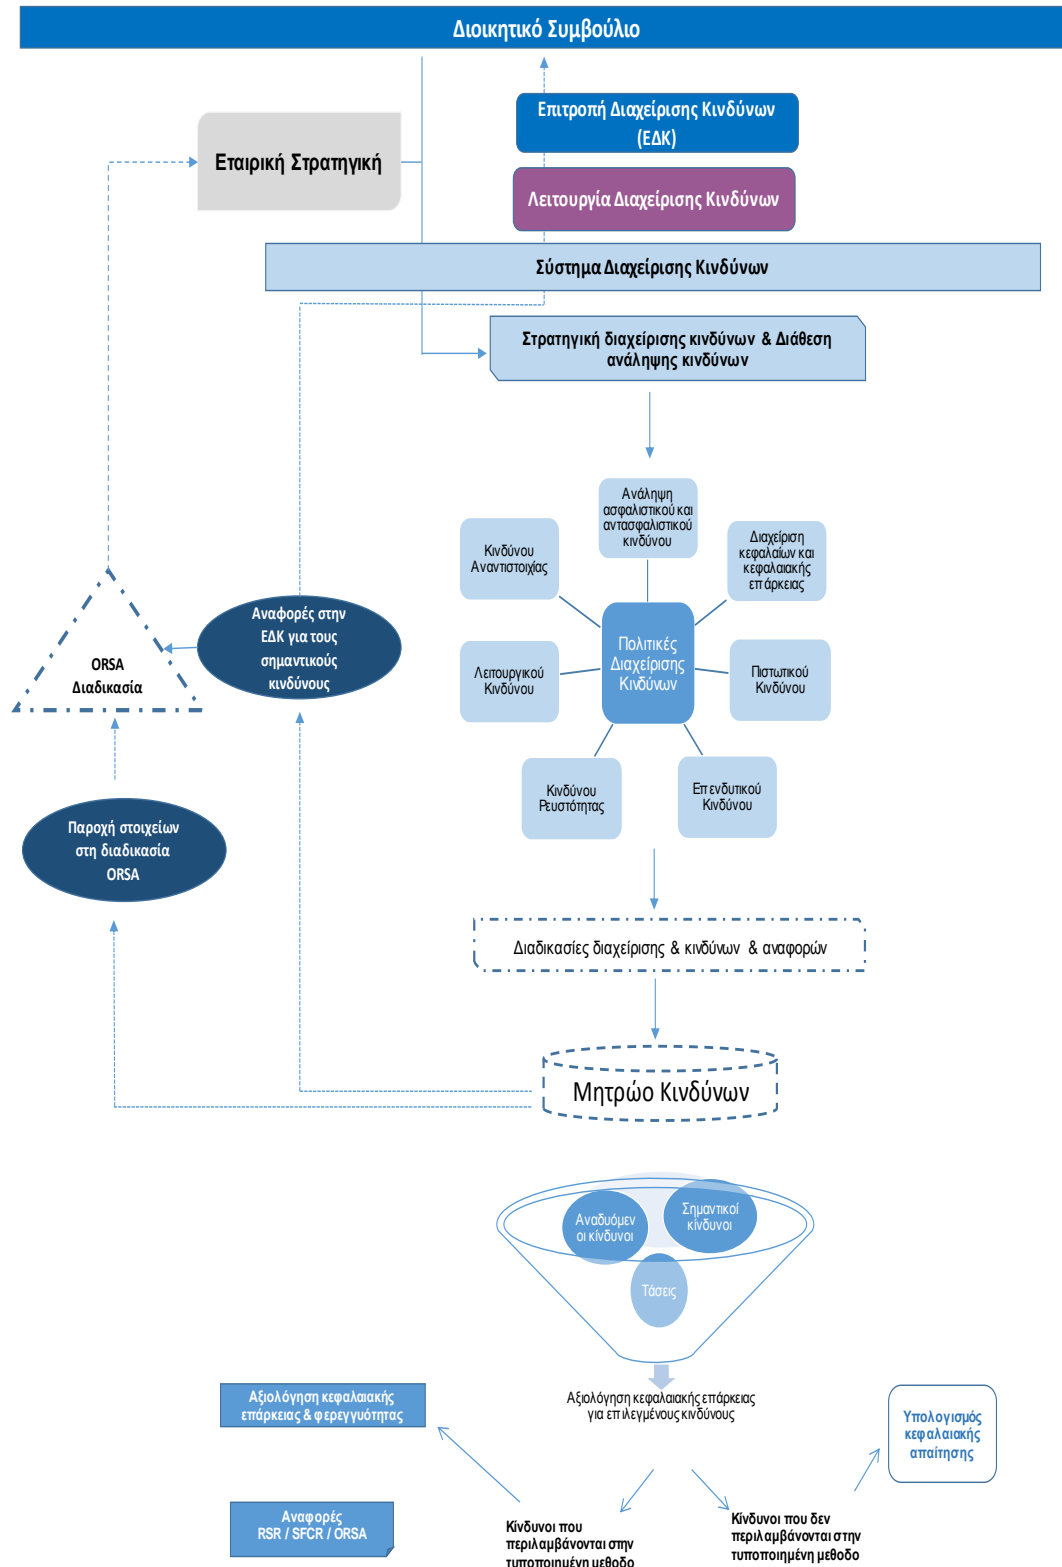 Διοικητικό Συμβούλιο
Επιτροπή Διαχείρισης Κινδύνων
(ΕΔΚ)
Εταιρική Στρατηγική
Λειτουργία Διαχείρισης Κινδύνων
Σύστημα Διαχείρισης Κινδύνων
Στρατηγική διαχείρισης κινδύνων & Διάθεση
ανάληψης κινδύνων
Ανάληψη
ασφαλιστικού και
αντασφαλιστικού
κινδύνου
Κινδύνου
Αναντιστοιχίας
Διαχείριση
κεφαλαίων και
κεφαλαιακής
επάρκειας
Πολιτικές
Διαχείρισης
Κινδύνων
Λειτουργικού
Κινδύνου
Πιστωτικού
Κινδύνου
Κινδύνου
Ρευστότητας
Επενδυτικού
Κινδύνου
Αναφορές στην
ΕΔΚ για τους
σημαντικούς
κινδύνους
ORSA
Διαδικασία
Παροχή στοιχείων
στη διαδικασία
ORSA
Διαδικασίες διαχείρισης & κινδύνων & αναφορών
Μητρώο Κινδύνων
Αναδυόμεν
οι κίνδυνοι
Σημαντικοί
κίνδυνοι
Τάσεις
Αξιολόγηση κεφαλαιακής επάρκειας
για επιλεγμένους κινδύνους
Αξιολόγηση κεφαλαιακής
επάρκειας & φερεγγυότητας
Υπολογισμός
κεφαλαιακής
απαίτησης
Αναφορές
RSR / SFCR / ORSA
Κίνδυνοι που
περιλαμβάνονται στην
τυποποιημένη μεθοδο
Κίνδυνοι που δεν
περιλαμβάνονται στην
τυποποιημένη μεθοδο